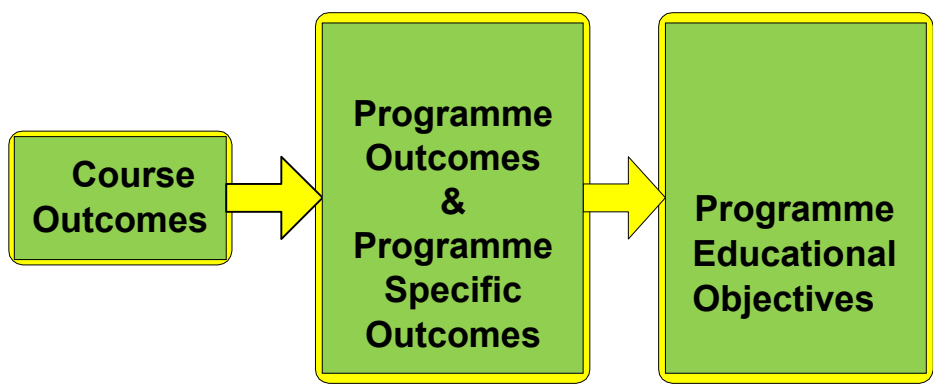 Course
Outcomes
Programme
Outcomes
&
Programme
Specific
Outcomes
Programme
Educational
Objectives